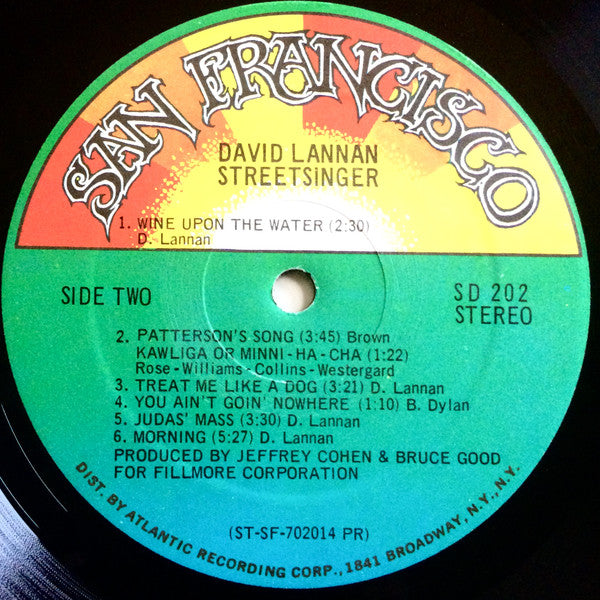 SAN FRANCISCO
DAVID LANNAN
STREETSINGER
1. WINE UPON THE WATER (2:30)
D. Lannan
SIDE TWO
SD 202
STEREO
2. PATTERSON'S SONG (3:45) Brown
KAWLIGA OR MINNI-HA-CHA (1:22)
Rose-Williams-Collins-Westergard
3. TREAT ME LIKE A DOG (3:21) D. Lannan
4. YOU AIN'T GOIN' NOWHERE (1:10) B. Dylan
5. JUDAS' MASS (3:30) D. Lannan
6. MORNING (5:27) D. Lannan
PRODUCED BY JEFFREY COHEN & BRUCE GOOD
FOR FILLMORE CORPORATION
(ST-SF-702014 PR)
DIST. BY ATLANTIC RECORDING CORP., 1841 BROADWAY, N.Y., N.Y.